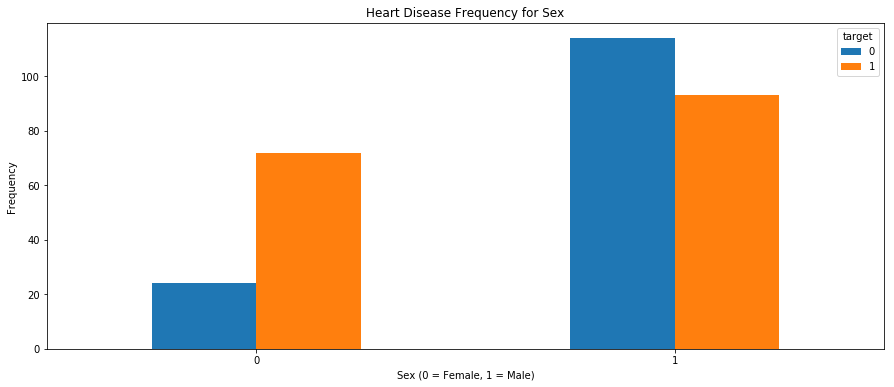 Heart Disease Frequency for Sex
target
0
1
100
80
60
40
20
0
Frequency
0 1
Sex (0 = Female, 1 = Male)